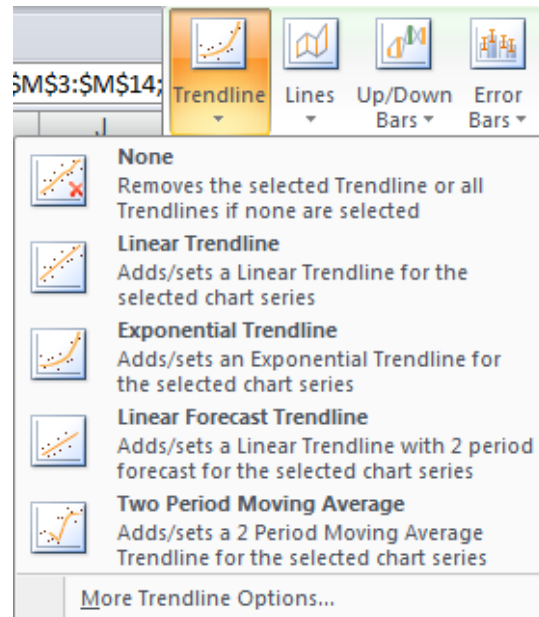 $M$3:$M$14;
Trendline Lines Up/Down Bars Error Bars
J
None
Removes the selected Trendline or all
Trendlines if none are selected
Linear Trendline
Adds/sets a Linear Trendline for the
selected chart series
Exponential Trendline
Adds/sets an Exponential Trendline for
the selected chart series
Linear Forecast Trendline
Adds/sets a Linear Trendline with 2 period
forecast for the selected chart series
Two Period Moving Average
Adds/sets a 2 Period Moving Average
Trendline for the selected chart series
More Trendline Options...